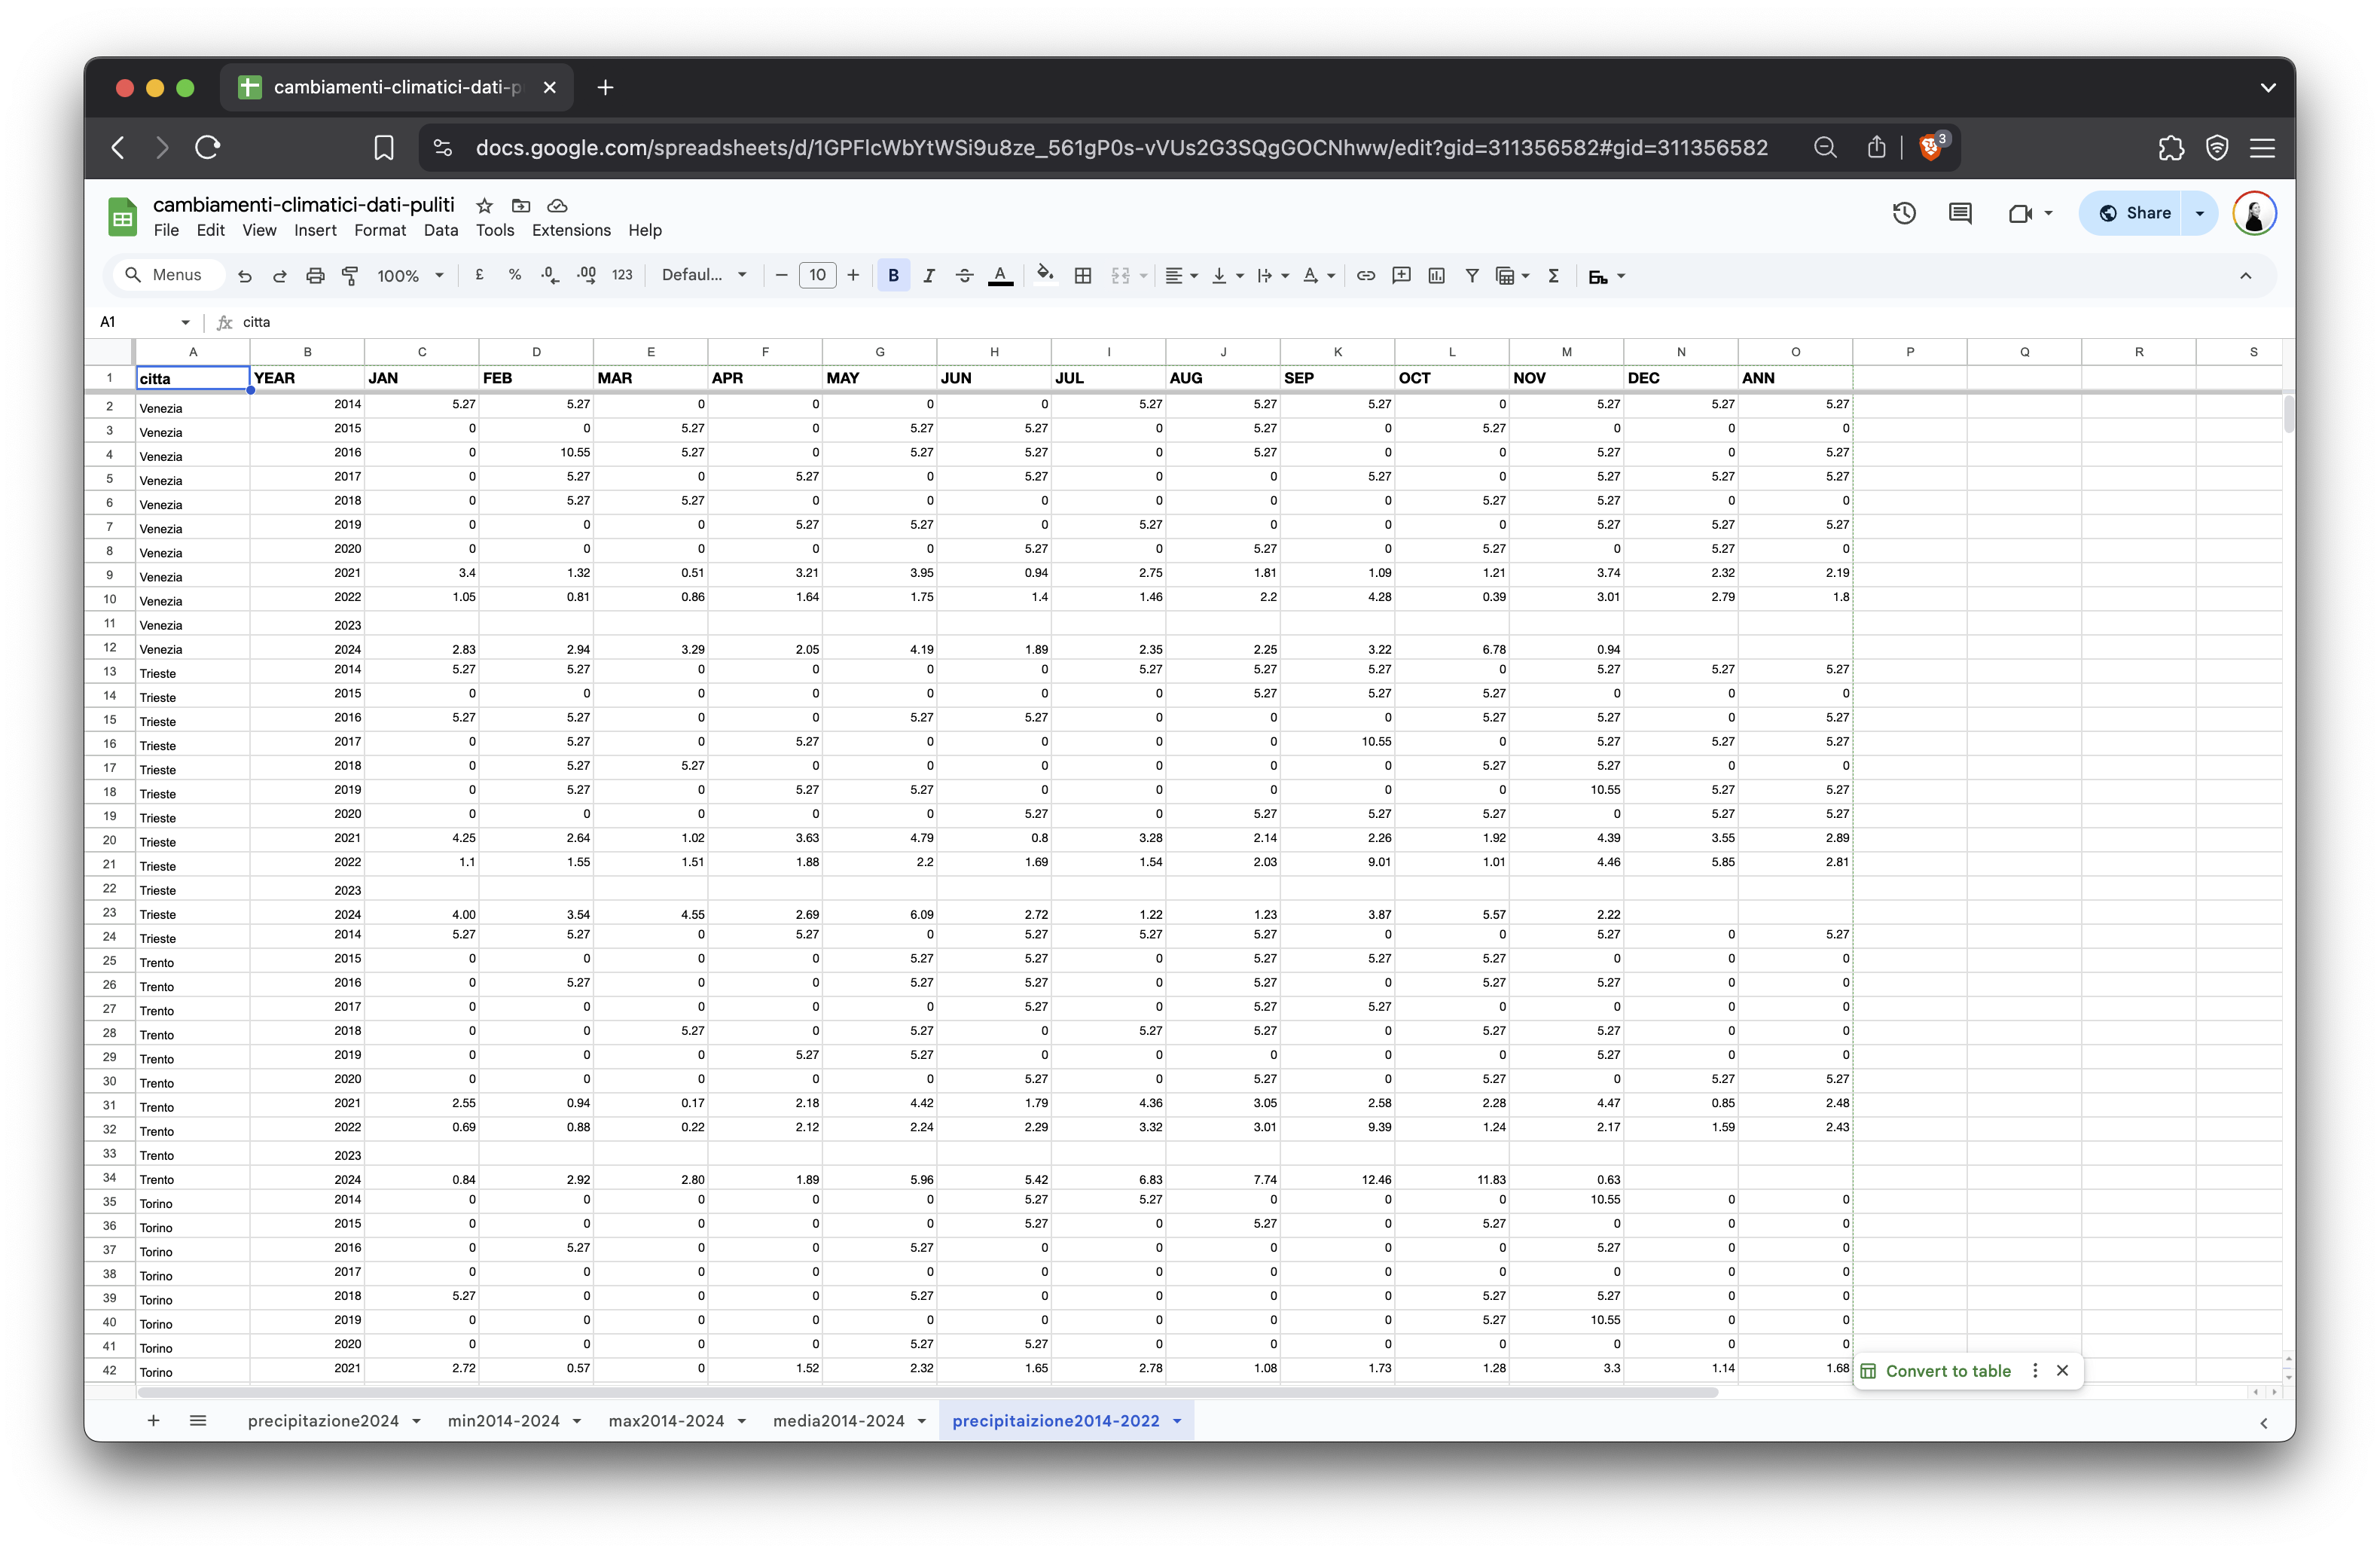 cambiamenti-climatici-dati-p
docs.google.com/spreadsheets/d/1GPFlcWbYtWSi9u8ze_561gP0s-vVUs2G3SQgGOCNhww/edit?gid=311356582#gid=311356582 3
cambiamenti-climatici-dati-puliti
File Edit View Insert Format Data Tools Extensions Help
Share
Menus 100% £ % .0 .00 123 Defaul... 10 B I A Σ
A1 fx citta
A B C D E F G H I J K L M N O P Q R S
1 citta YEAR JAN FEB MAR APR MAY JUN JUL AUG SEP OCT NOV DEC ANN
2 Venezia 2014 5.27 5.27 0 0 0 0 5.27 5.27 5.27 0 5.27 5.27 5.27
3 Venezia 2015 0 0 5.27 0 5.27 5.27 0 5.27 0 5.27 0 0 0
4 Venezia 2016 0 10.55 5.27 0 5.27 5.27 0 5.27 0 0 5.27 0 5.27
5 Venezia 2017 0 5.27 0 5.27 0 5.27 0 0 5.27 0 5.27 5.27 5.27
6 Venezia 2018 0 5.27 5.27 0 0 0 0 0 0 5.27 5.27 0 0
7 Venezia 2019 0 0 0 5.27 5.27 0 5.27 0 0 0 5.27 5.27 5.27
8 Venezia 2020 0 0 0 0 0 5.27 0 5.27 0 5.27 0 5.27 0
9 Venezia 2021 3.4 1.32 0.51 3.21 3.95 0.94 2.75 1.81 1.09 1.21 3.74 2.32 2.19
10 Venezia 2022 1.05 0.81 0.86 1.64 1.75 1.4 1.46 2.2 4.28 0.39 3.01 2.79 1.8
11 Venezia 2023
12 Venezia 2024 2.83 2.94 3.29 2.05 4.19 1.89 2.35 2.25 3.22 6.78 0.94
13 Trieste 2014 5.27 5.27 0 0 0 0 5.27 5.27 5.27 0 5.27 5.27 5.27
14 Trieste 2015 0 0 0 0 0 0 0 5.27 5.27 5.27 0 0 0
15 Trieste 2016 5.27 5.27 0 0 5.27 5.27 0 0 0 5.27 5.27 0 5.27
16 Trieste 2017 0 5.27 0 5.27 0 0 0 0 10.55 0 5.27 5.27 5.27
17 Trieste 2018 0 5.27 5.27 0 0 0 0 0 0 5.27 5.27 0 0
18 Trieste 2019 0 5.27 0 5.27 5.27 0 0 0 0 0 10.55 5.27 5.27
19 Trieste 2020 0 0 0 0 0 5.27 0 5.27 5.27 5.27 0 5.27 5.27
20 Trieste 2021 4.25 2.64 1.02 3.63 4.79 0.8 3.28 2.14 2.26 1.92 4.39 3.55 2.89
21 Trieste 2022 1.1 1.55 1.51 1.88 2.2 1.69 1.54 2.03 9.01 1.01 4.46 5.85 2.81
22 Trieste 2023
23 Trieste 2024 4.00 3.54 4.55 2.69 6.09 2.72 1.22 1.23 3.87 5.57 2.22
24 Trieste 2014 5.27 5.27 0 5.27 0 5.27 5.27 5.27 0 0 5.27 0 5.27
25 Trento 2015 0 0 0 0 5.27 5.27 0 5.27 5.27 5.27 0 0 0
26 Trento 2016 0 5.27 0 0 5.27 5.27 0 5.27 0 5.27 5.27 0 0
27 Trento 2017 0 0 0 0 0 5.27 0 5.27 5.27 0 0 0 0
28 Trento 2018 0 0 5.27 0 5.27 0 5.27 5.27 0 5.27 5.27 0 0
29 Trento 2019 0 0 0 5.27 5.27 0 0 0 0 0 5.27 0 0
30 Trento 2020 0 0 0 0 0 5.27 0 5.27 0 5.27 0 5.27 5.27
31 Trento 2021 2.55 0.94 0.17 2.18 4.42 1.79 4.36 3.05 2.58 2.28 4.47 0.85 2.48
32 Trento 2022 0.69 0.88 0.22 2.12 2.24 2.29 3.32 3.01 9.39 1.24 2.17 1.59 2.43
33 Trento 2023
34 Trento 2024 0.84 2.92 2.80 1.89 5.96 5.42 6.83 7.74 12.46 11.83 0.63
35 Torino 2014 0 0 0 0 0 5.27 5.27 0 0 0 10.55 0 0
36 Torino 2015 0 0 0 0 0 5.27 0 5.27 0 5.27 0 0 0
37 Torino 2016 0 5.27 0 0 5.27 0 0 0 0 0 5.27 0 0
38 Torino 2017 0 0 0 0 0 0 0 0 0 0 0 0 0
39 Torino 2018 5.27 0 0 0 5.27 0 0 0 0 5.27 5.27 0 0
40 Torino 2019 0 0 0 0 0 0 0 0 0 5.27 10.55 0 0
41 Torino 2020 0 0 0 0 5.27 5.27 0 0 0 0 0 0 0
42 Torino 2021 2.72 0.57 0 1.52 2.32 1.65 2.78 1.08 1.73 1.28 3.3 1.14 1.68
Convert to table
precipitazione2024 min2014-2024 max2014-2024 media2014-2024 precipitaizione2014-2022